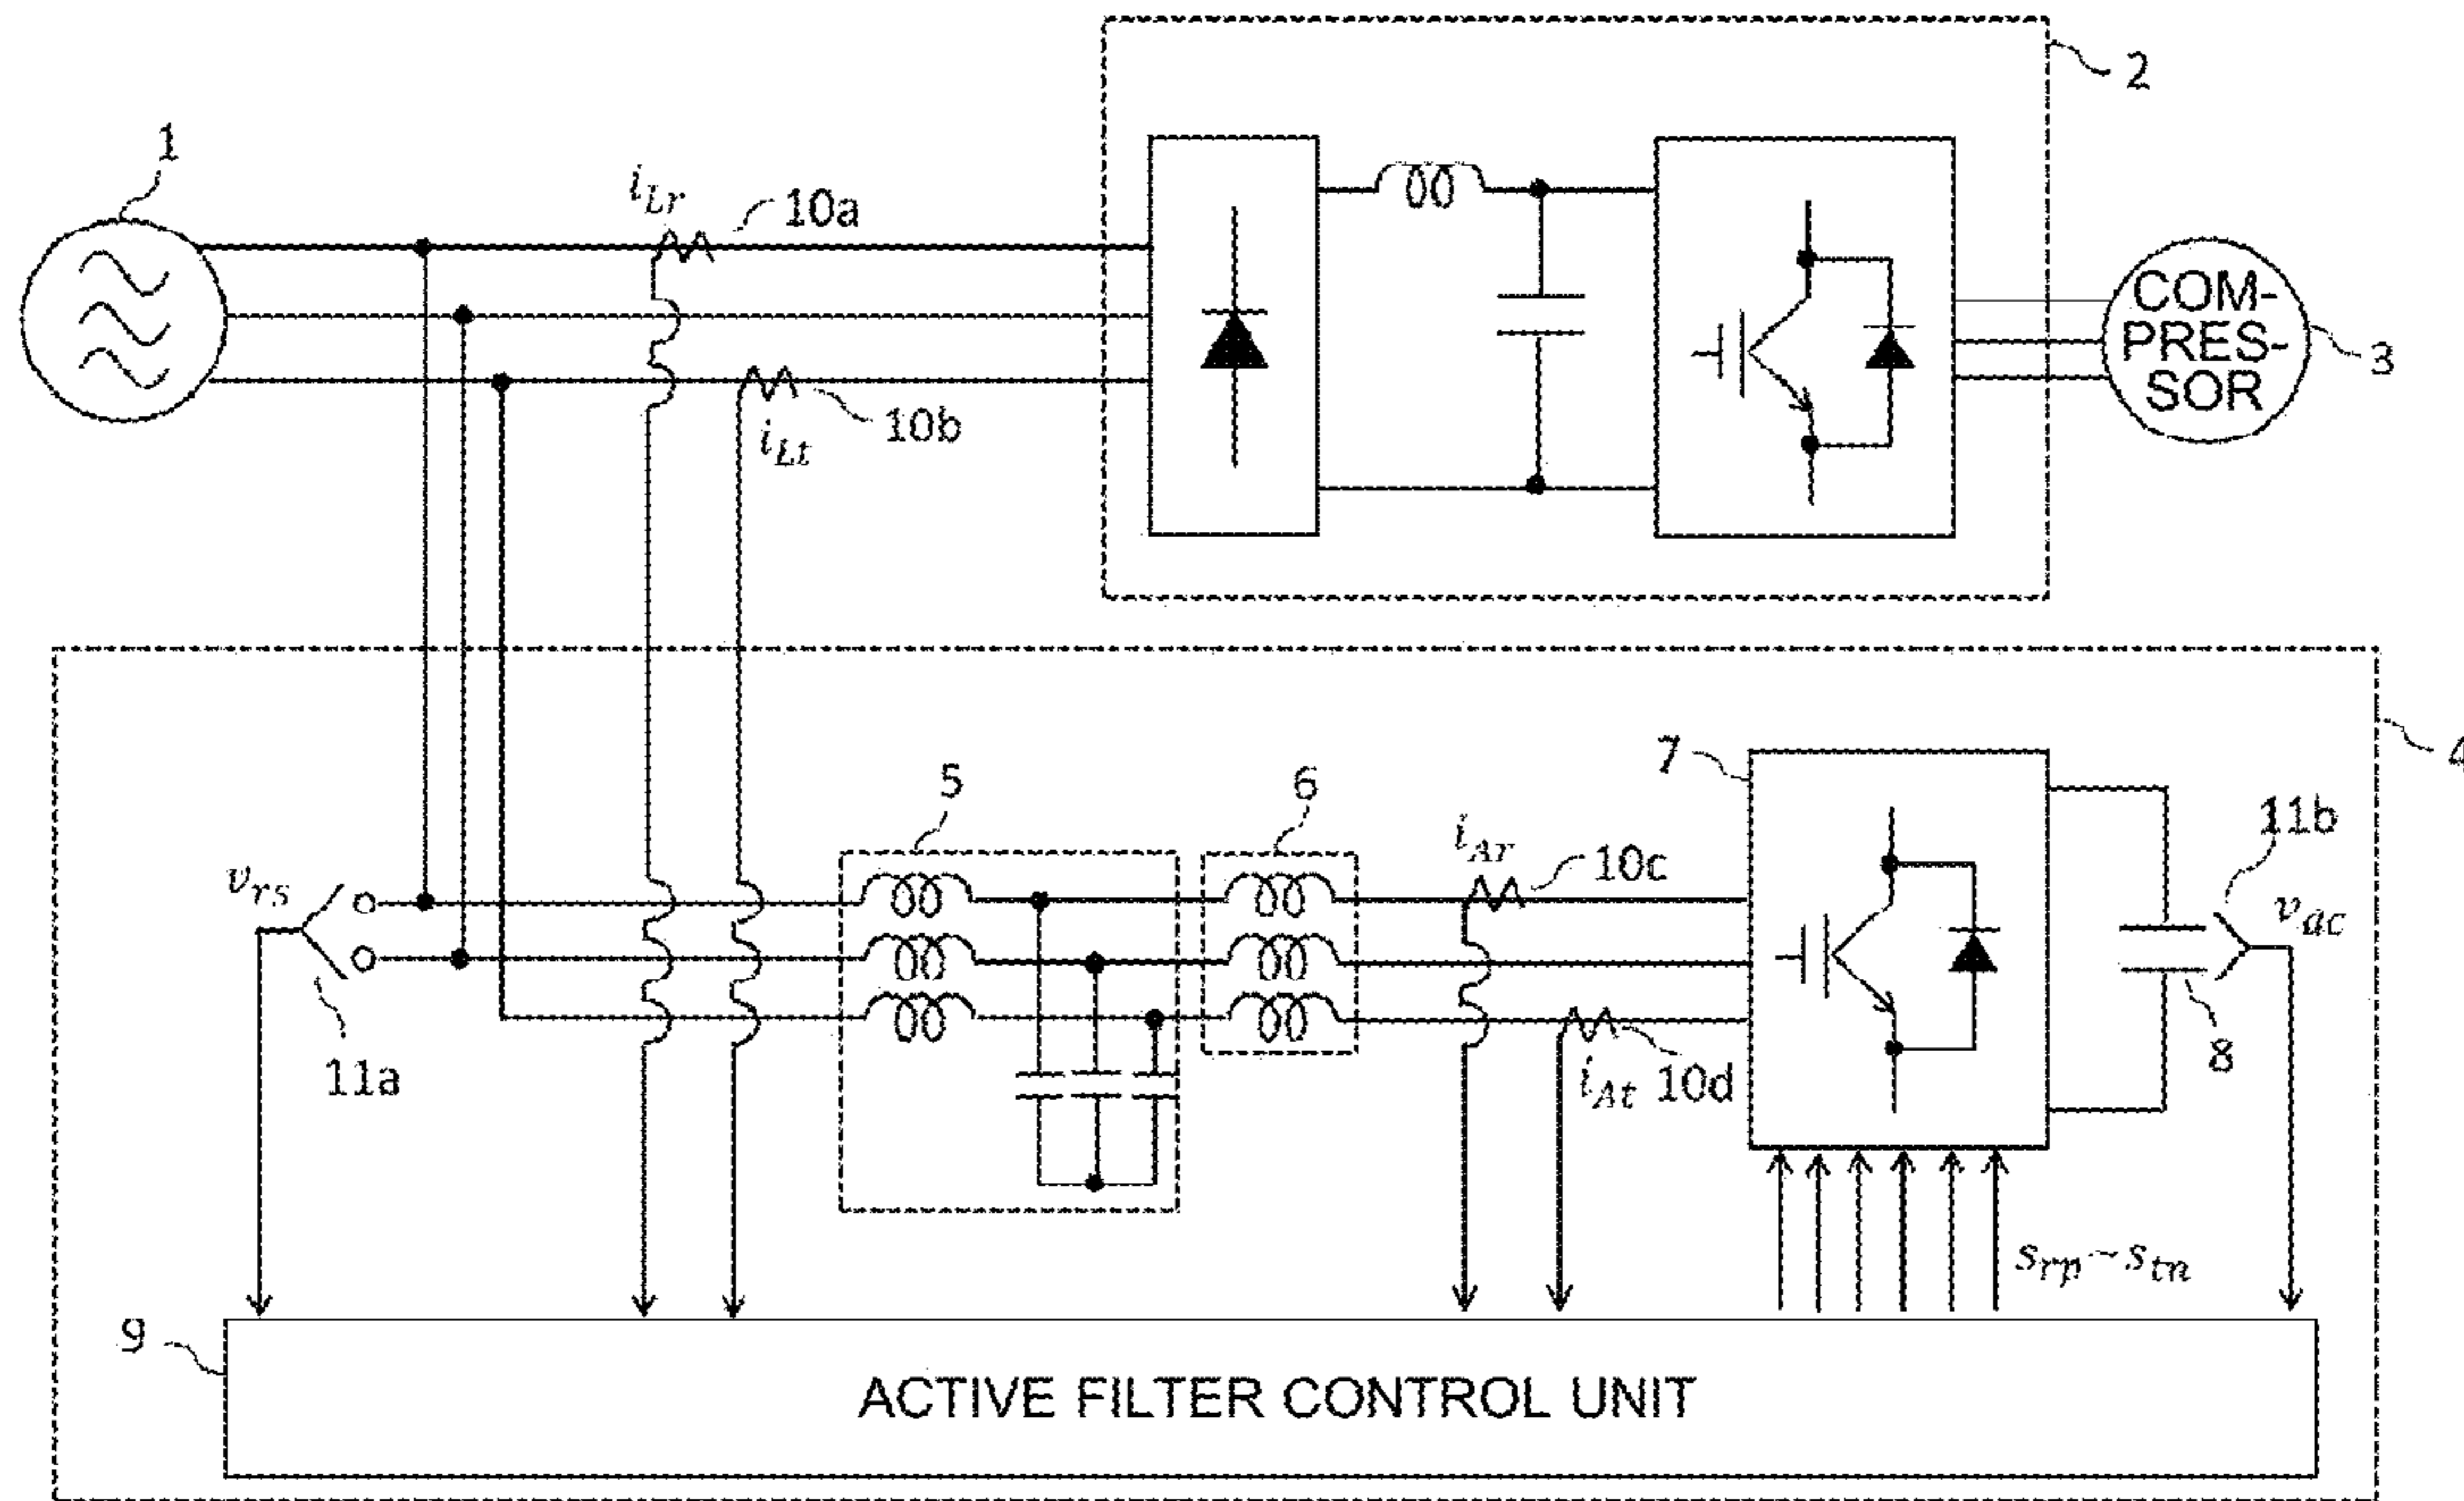 1
2
i_Lr
10a
COM-
PRES-
SOR
3
i_Lt
10b
4
5
6
7
i_Ar
10c
11b
v_rs
v_dc
11a
i_At
10d
8
s_rp~s_tn
9
ACTIVE FILTER CONTROL UNIT